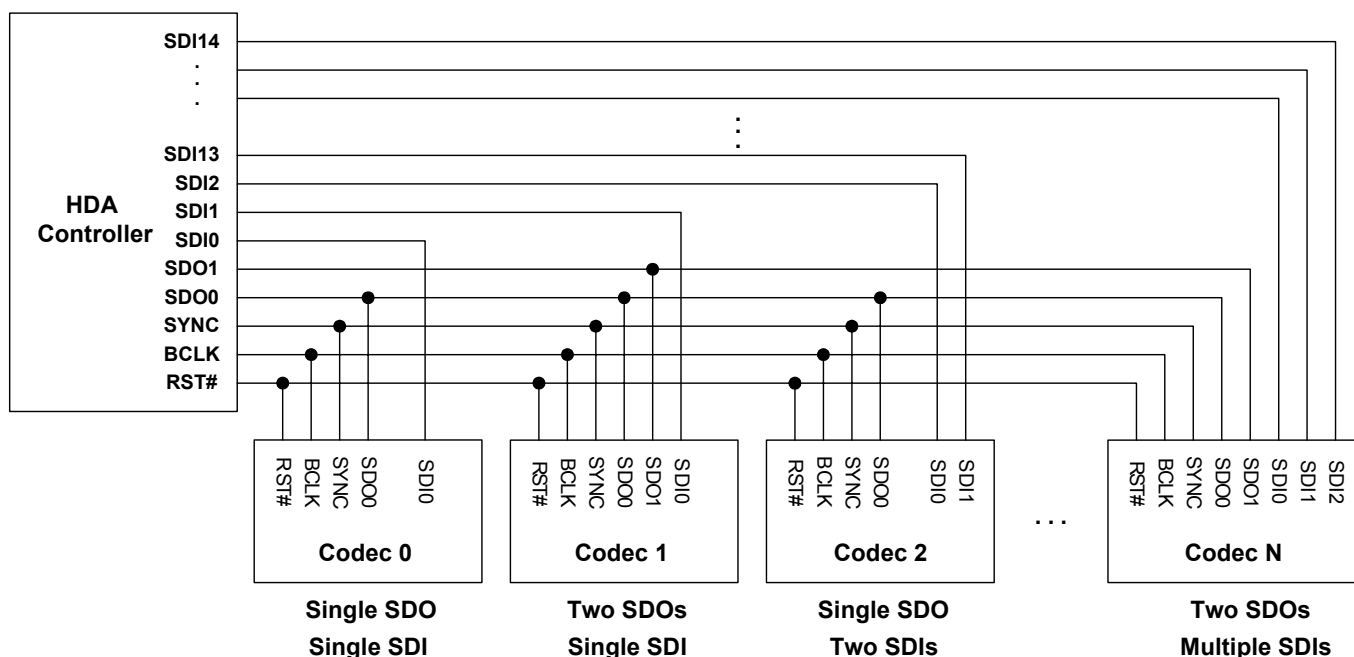 SDI14
.
.
.
SDI13
SDI2
SDI1
SDI0
SDO1
SDO0
SYNC
BCLK
RST#
HDA
Controller
.
.
.
RST#
BCLK
SYNC
SDO0
SDI0
Codec 0
Single SDO
Single SDI
RST#
BCLK
SYNC
SDO0
SDO1
SDI0
Codec 1
Two SDOs
Single SDI
RST#
BCLK
SYNC
SDO0
SDI0
SDI1
Codec 2
Single SDO
Two SDIs
. . .
RST#
BCLK
SYNC
SDO0
SDO1
SDI0
SDI1
SDI2
Codec N
Two SDOs
Multiple SDIs